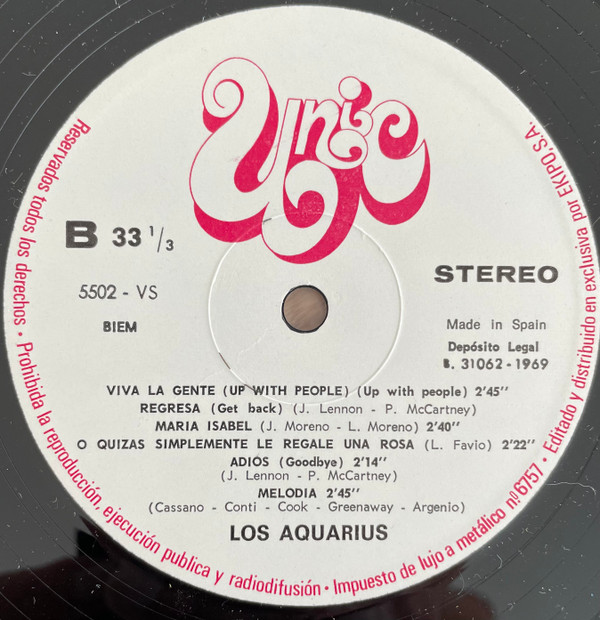 Unic
B 33 1/3
STEREO
5502 - VS
BIEM
Made in Spain
Depósito Legal
B. 31062 - 1969
VIVA LA GENTE (UP WITH PEOPLE) (Up with people) 2'45''
REGRESA (Get back) (J. Lennon - P. McCartney)
MARIA ISABEL (J. Moreno - L. Moreno) 2'40''
O QUIZAS SIMPLEMENTE LE REGALE UNA ROSA (L. Favio) 2'22''
ADIOS (Goodbye) 2'14''
(J. Lennon - P. McCartney)
MELODIA 2'45''
(Cassano - Conti - Cook - Greenaway - Argenio)
LOS AQUARIUS
Reservados todos los derechos · Prohibida la reproducción, ejecución publica y radiodifusión · Impuesto de lujo a metálico nº 6757 · Editado y distribuido en exclusiva por EKIPO, S.A.